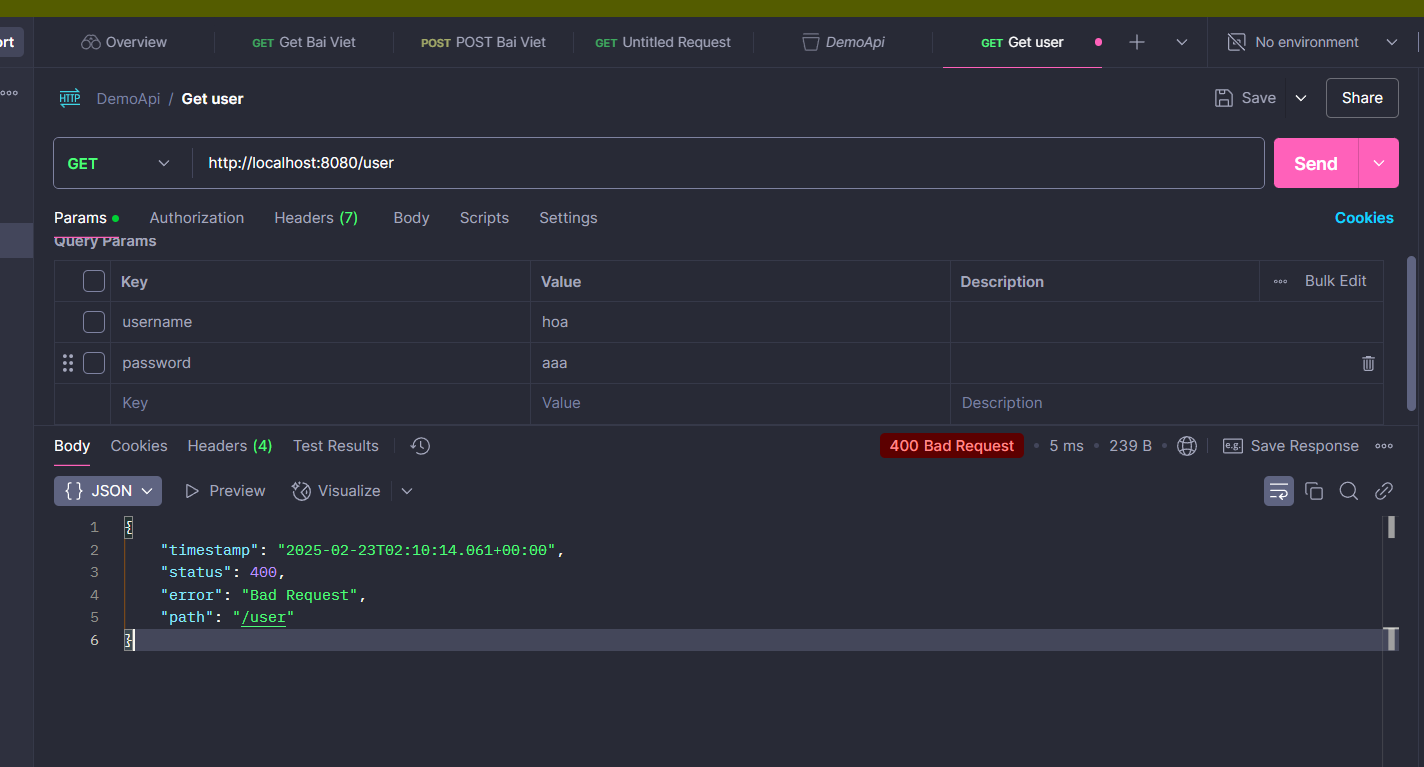 ort
Overview
GET Get Bai Viet
POST POST Bai Viet
GET Untitled Request
DemoApi
GET Get user
No environment
HTTP DemoApi / Get user
Save
Share
GET
http://localhost:8080/user
Send
Params
Authorization
Headers (7)
Body
Scripts
Settings
Cookies
Query Params
Key Value Description Bulk Edit
username hoa
password aaa
Key Value Description
Body Cookies Headers (4) Test Results
400 Bad Request • 5 ms • 239 B •
e.g. Save Response
{} JSON
Preview
Visualize
1 {
2 "timestamp": "2025-02-23T02:10:14.061+00:00",
3 "status": 400,
4 "error": "Bad Request",
5 "path": "/user"
6 }